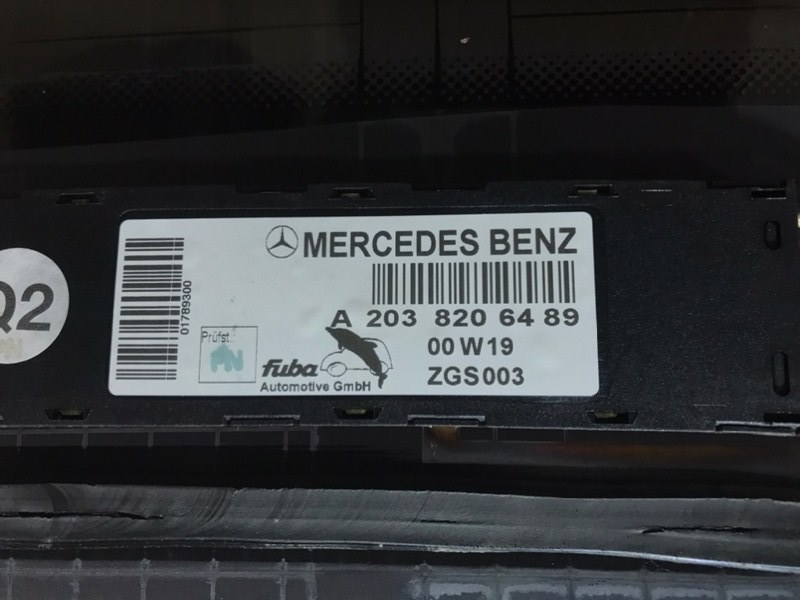 Q2
01789300
MERCEDES BENZ
A 203 820 64 89
Prüfst.:
fuba
Automotive GmbH
00 W19
ZGS003